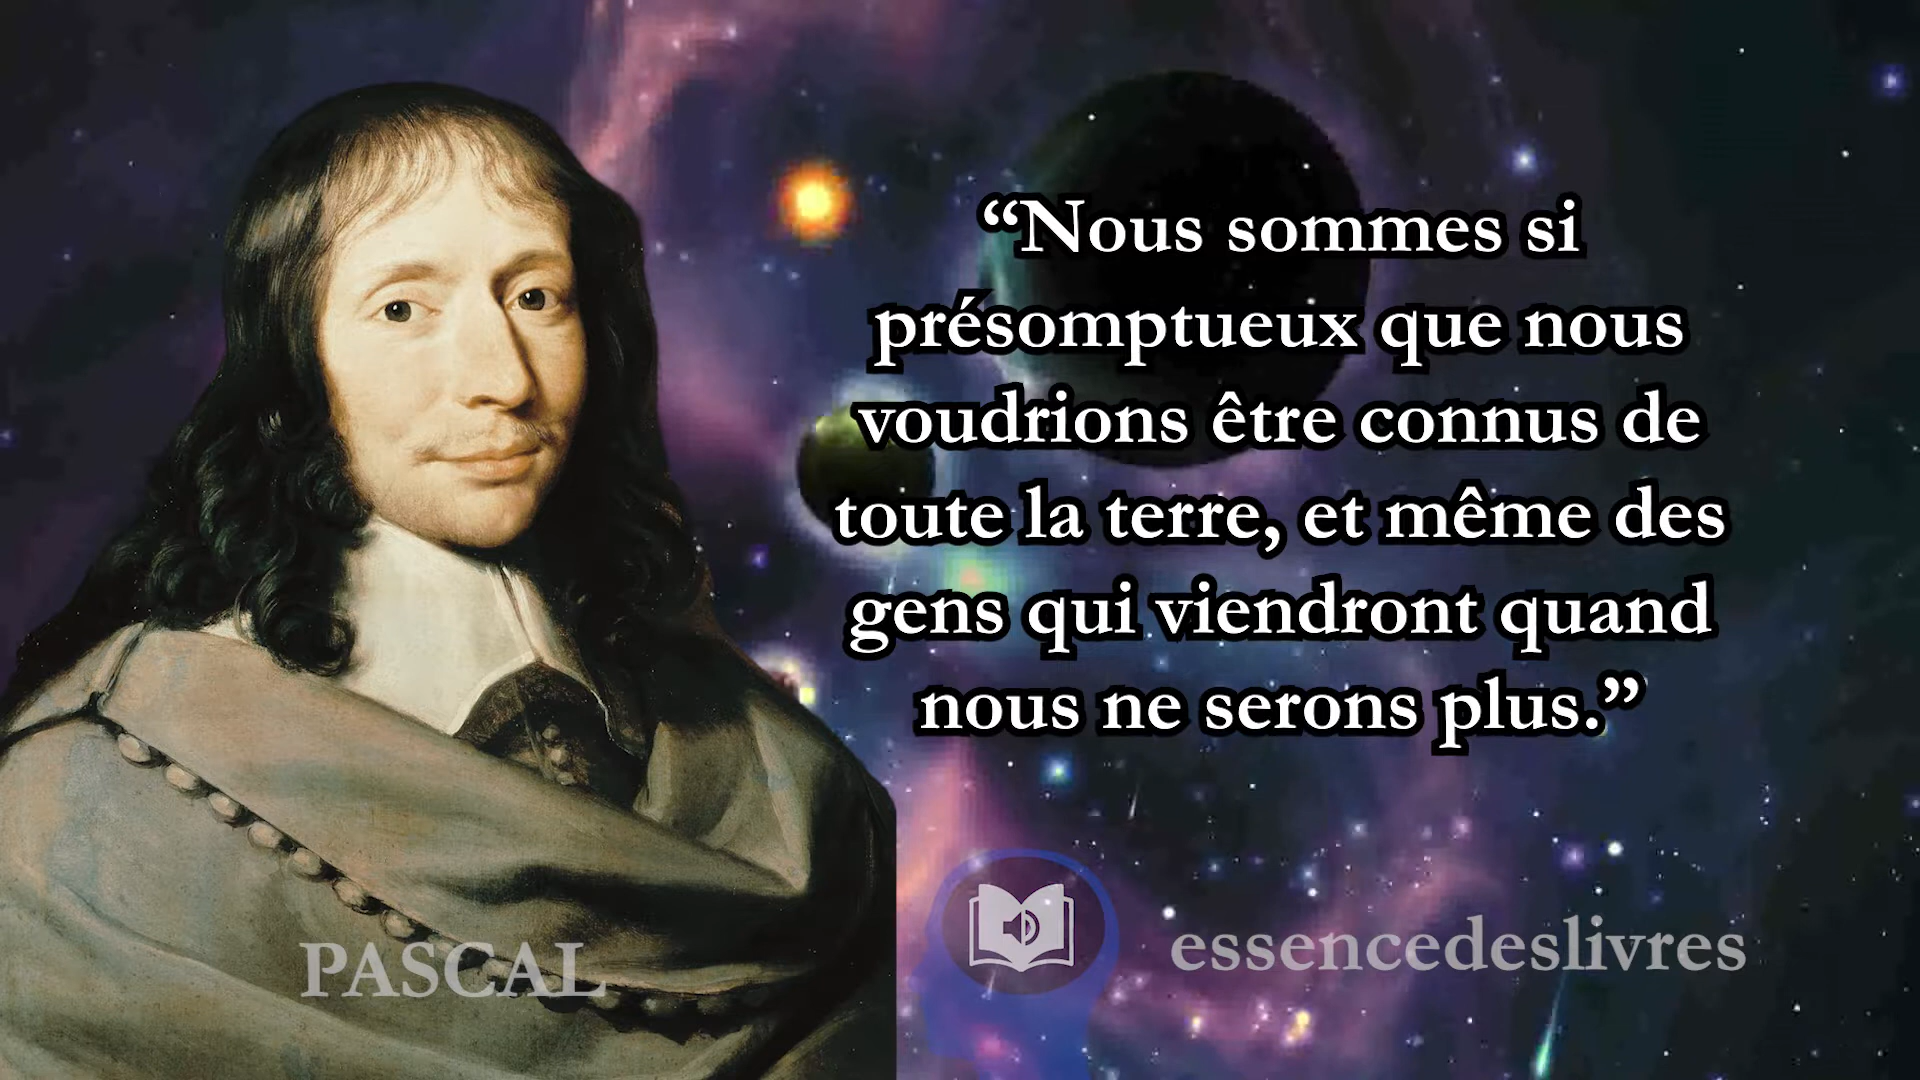 “Nous sommes si
présomptueux que nous
voudrions être connus de
toute la terre, et même des
gens qui viendront quand
nous ne serons plus.”
PASCAL
essencedeslivres